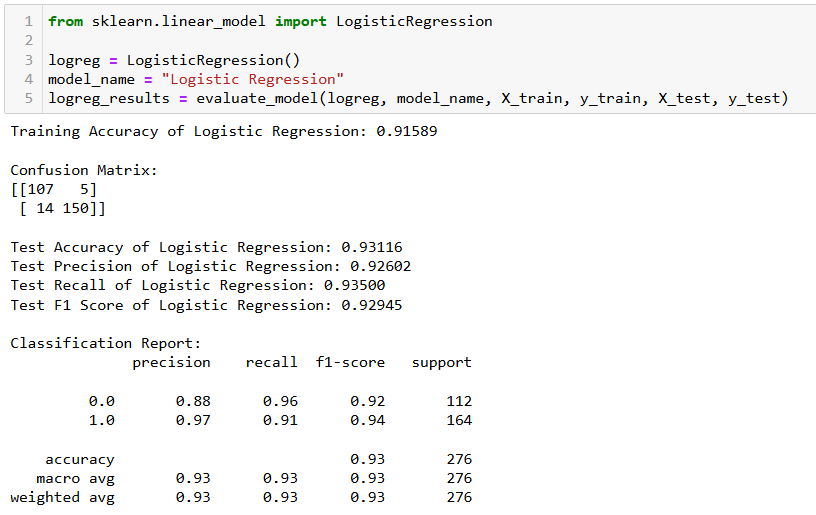 1 from sklearn.linear_model import LogisticRegression
2
3 logreg = LogisticRegression()
4 model_name = "Logistic Regression"
5 logreg_results = evaluate_model(logreg, model_name, X_train, y_train, X_test, y_test)
Training Accuracy of Logistic Regression: 0.91589
Confusion Matrix:
[[107   5]
 [ 14 150]]
Test Accuracy of Logistic Regression: 0.93116
Test Precision of Logistic Regression: 0.92602
Test Recall of Logistic Regression: 0.93500
Test F1 Score of Logistic Regression: 0.92945
Classification Report:
              precision    recall  f1-score   support
         0.0       0.88      0.96      0.92       112
         1.0       0.97      0.91      0.94       164
    accuracy                           0.93       276
   macro avg       0.93      0.93      0.93       276
weighted avg       0.93      0.93      0.93       276